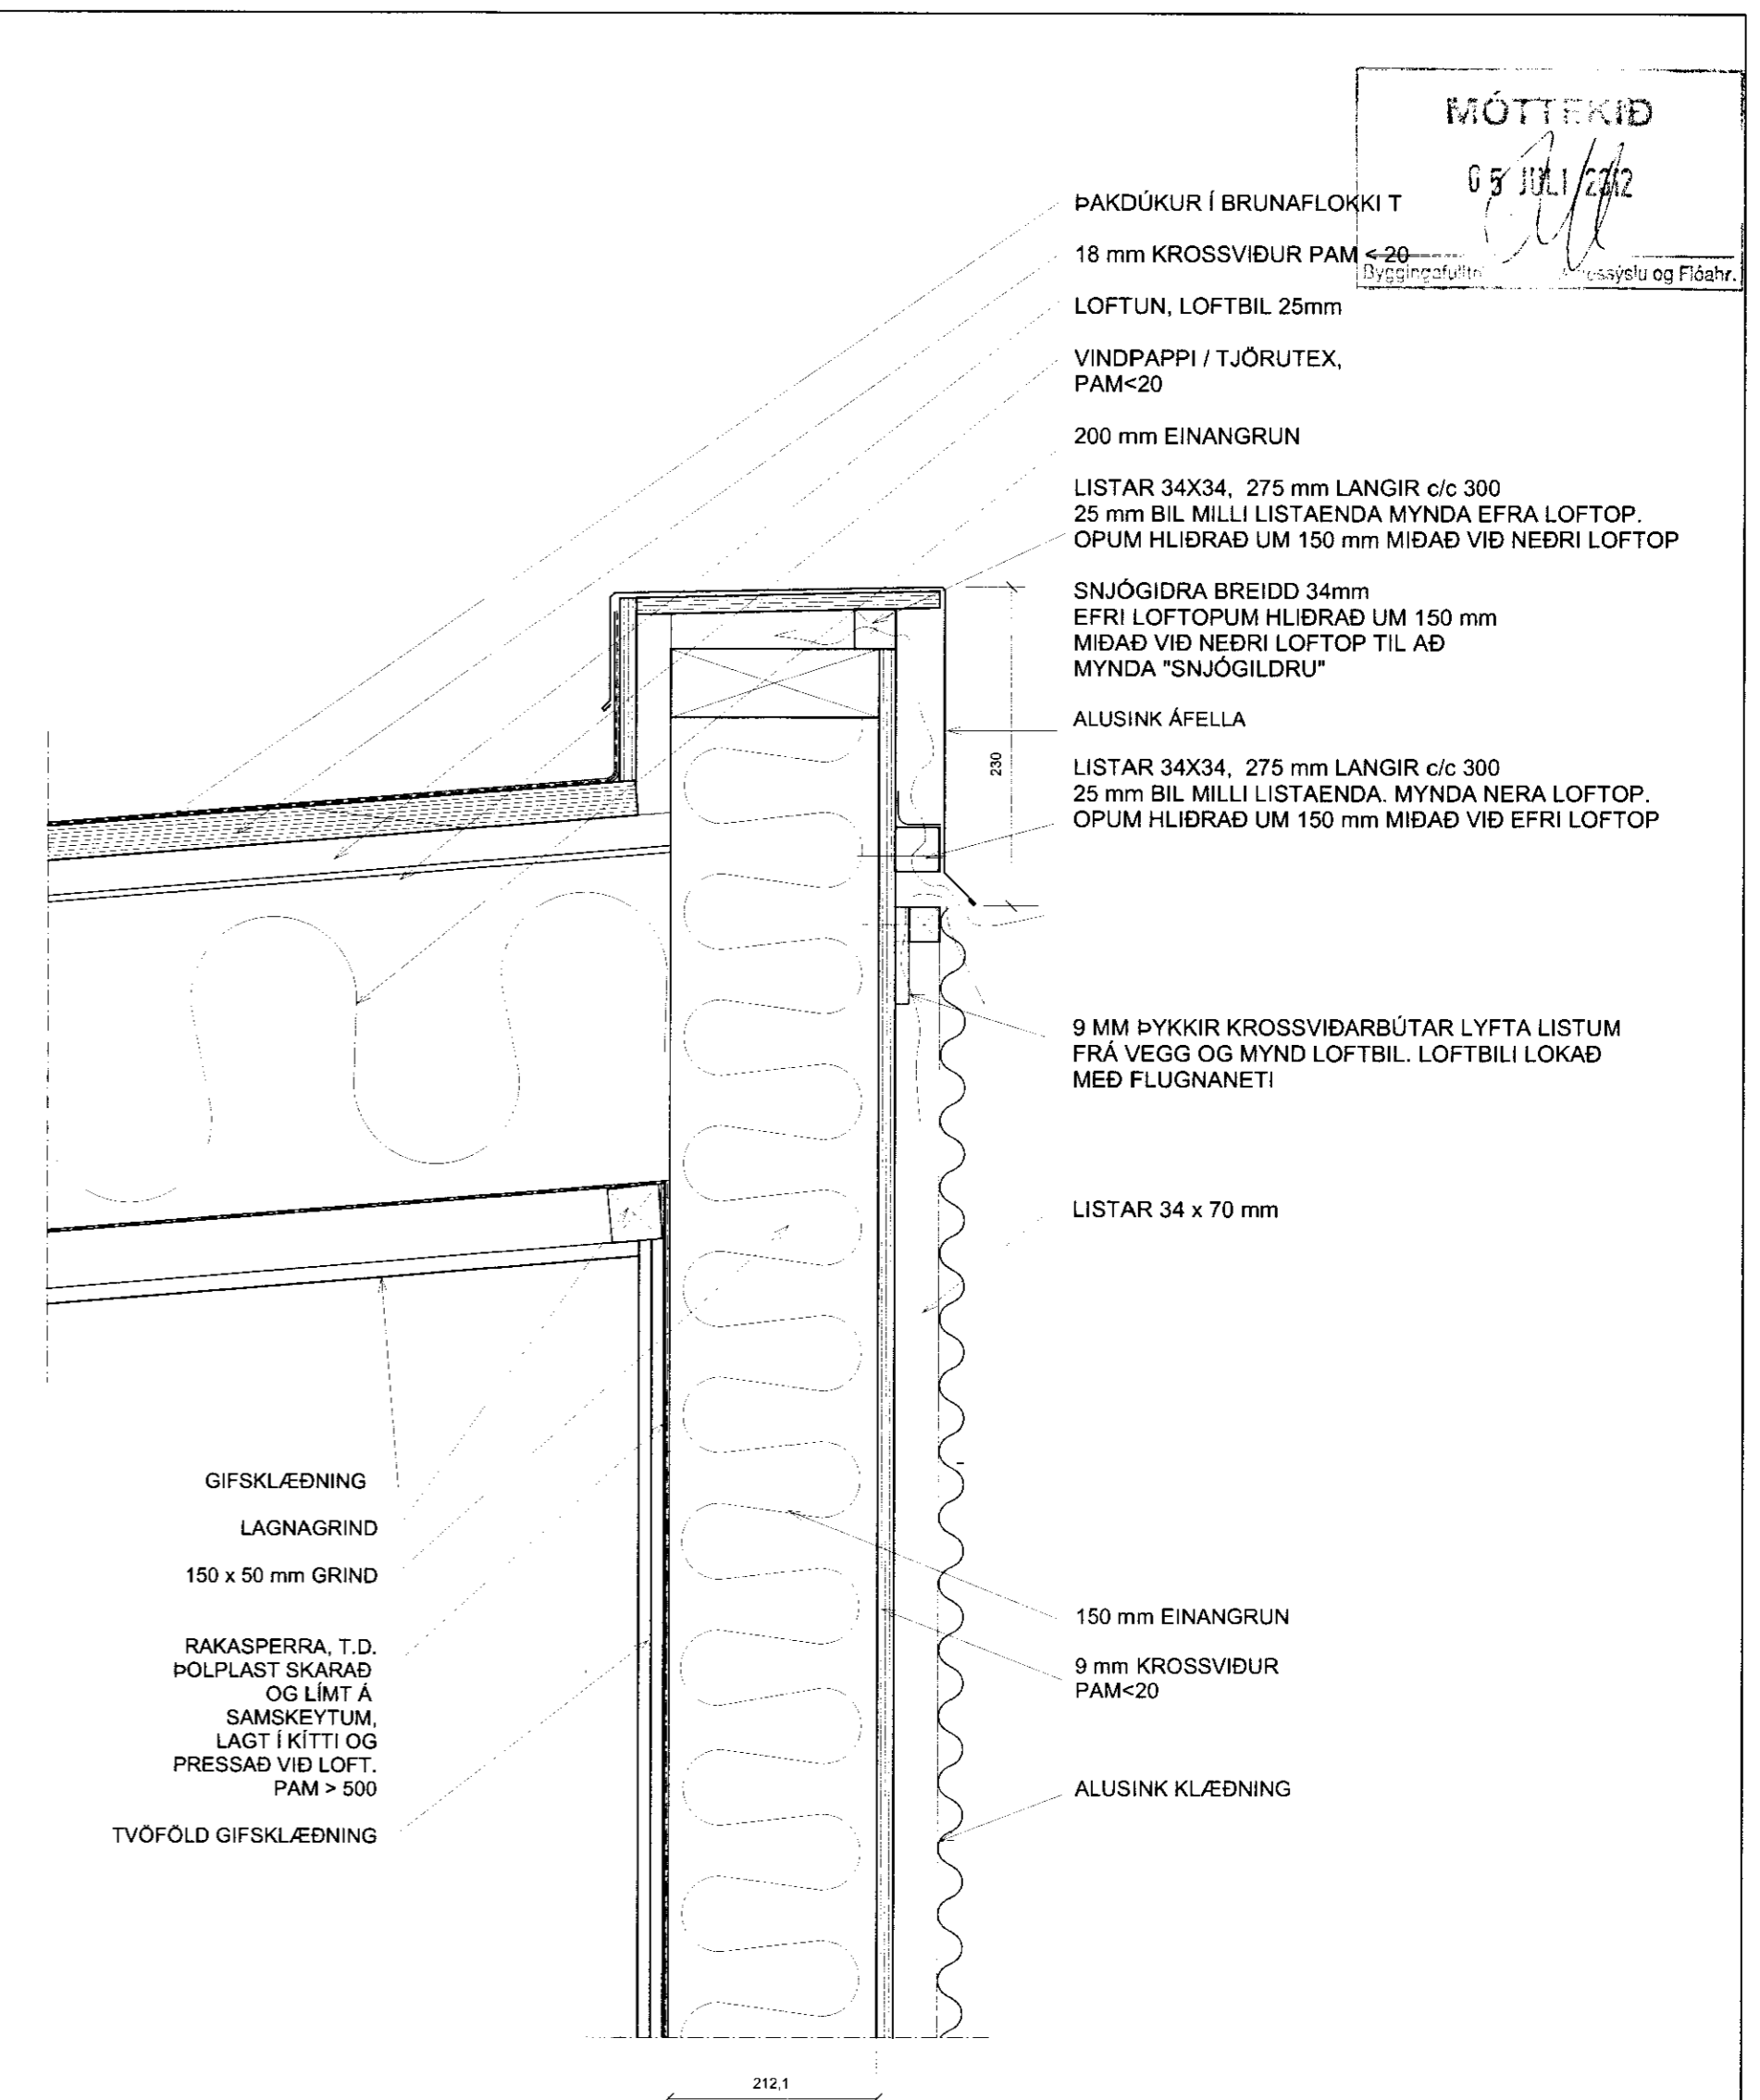 MÓTTEKIÐ
05 JÚLÍ 2012
og Flóahr.
ÞAKDÚKUR Í BRUNAFLOKKI T
18 mm KROSSVIÐUR PAM < 20
LOFTUN, LOFTBIL 25mm
VINDPAPPI / TJÖRUTEX,
PAM<20
200 mm EINANGRUN
LISTAR 34X34, 275 mm LANGIR c/c 300
25 mm BIL MILLI LISTAENDA MYNDA EFRA LOFTOP.
OPUM HLIÐRAÐ UM 150 mm MIÐAÐ VIÐ NEÐRI LOFTOP
SNJÓGIDRA BREIDD 34mm
EFRI LOFTOPUM HLIÐRAÐ UM 150 mm
MIÐAÐ VIÐ NEÐRI LOFTOP TIL AÐ
MYNDA "SNJÓGILDRU"
ALUSINK ÁFELLA
230
LISTAR 34X34, 275 mm LANGIR c/c 300
25 mm BIL MILLI LISTAENDA. MYNDA NERA LOFTOP.
OPUM HLIÐRAÐ UM 150 mm MIÐAÐ VIÐ EFRI LOFTOP
9 MM ÞYKKIR KROSSVIÐARBÚTAR LYFTA LISTUM
FRÁ VEGG OG MYND LOFTBIL. LOFTBILI LOKAÐ
MEÐ FLUGNANETI
LISTAR 34 x 70 mm
GIFSKLÆÐNING
LAGNAGRIND
150 x 50 mm GRIND
RAKASPERRA, T.D.
ÞOLPLAST SKARAÐ
OG LÍMT Á
SAMSKEYTUM,
LAGT Í KÍTTI OG
PRESSAÐ VIÐ LOFT.
PAM > 500
TVÖFÖLD GIFSKLÆÐNING
150 mm EINANGRUN
9 mm KROSSVIÐUR
PAM<20
ALUSINK KLÆÐNING
212,1